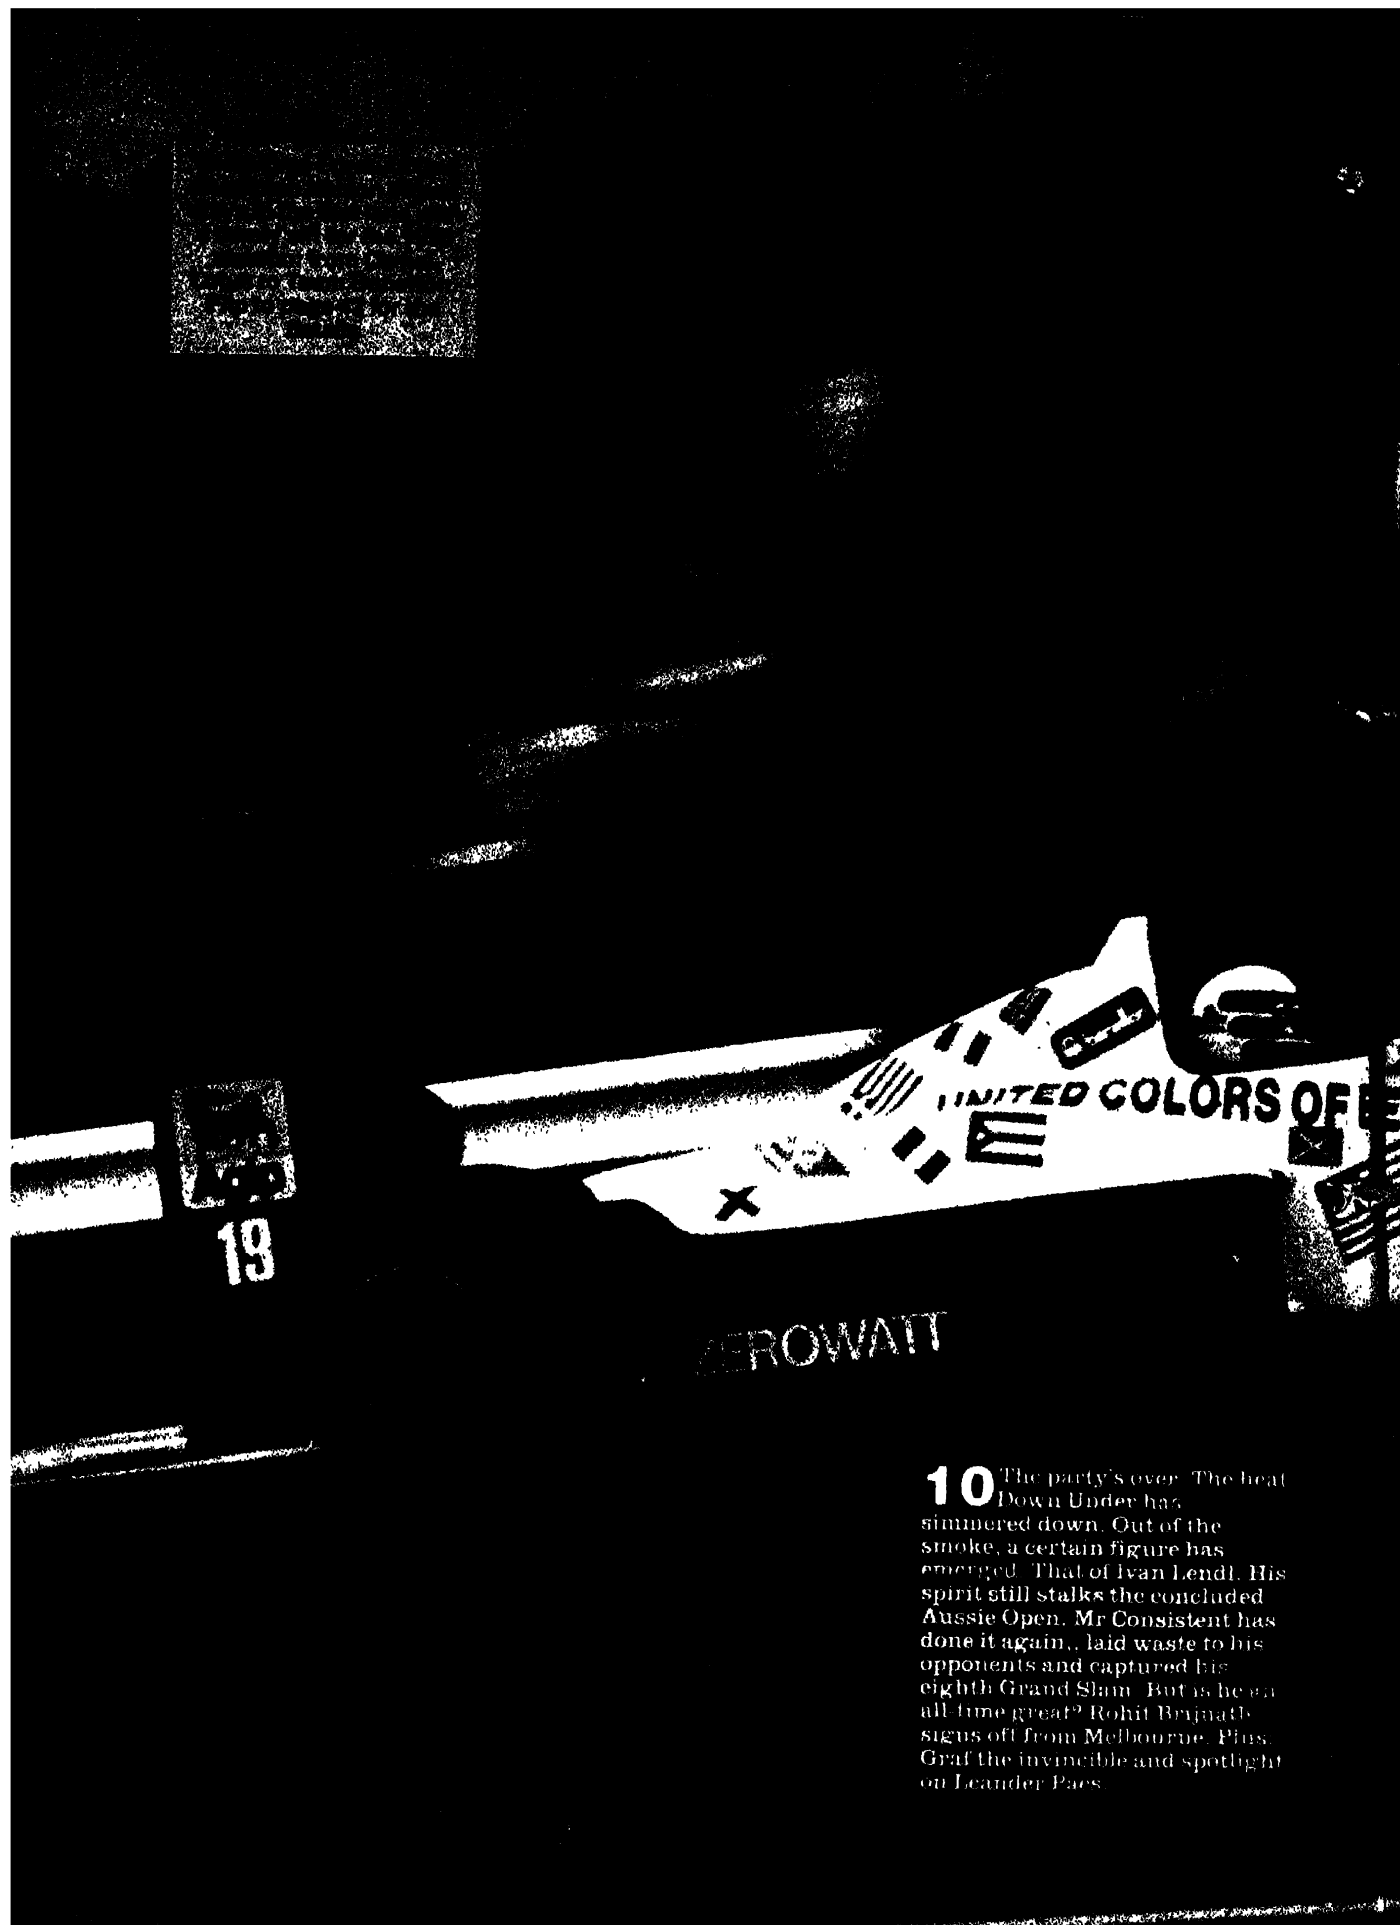 UNITED COLORS OF BE
19
ZEROWATT
10 The party's over. The heat
Down Under has
simmered down. Out of the
smoke, a certain figure has
emerged. That of Ivan Lendl. His
spirit still stalks the concluded
Aussie Open. Mr Consistent has
done it again,. laid waste to his
opponents and captured his
eighth Grand Slam. But is he an
all-time great? Rohit Brijnath
signs off from Melbourne. Plus.
Graf the invincible and spotlight
on Leander Paes.